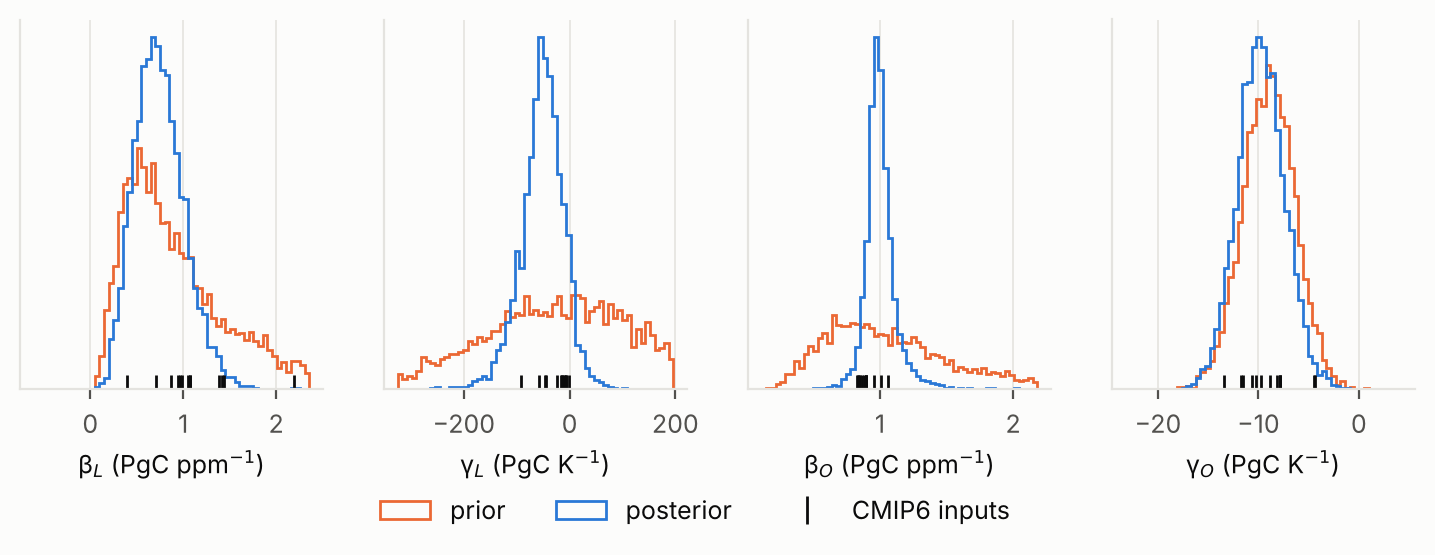 0 1 2 −200 0 200 1 2 −20 −10 0
β_L (PgC ppm⁻¹) γ_L (PgC K⁻¹) β_O (PgC ppm⁻¹) γ_O (PgC K⁻¹)
prior posterior CMIP6 inputs